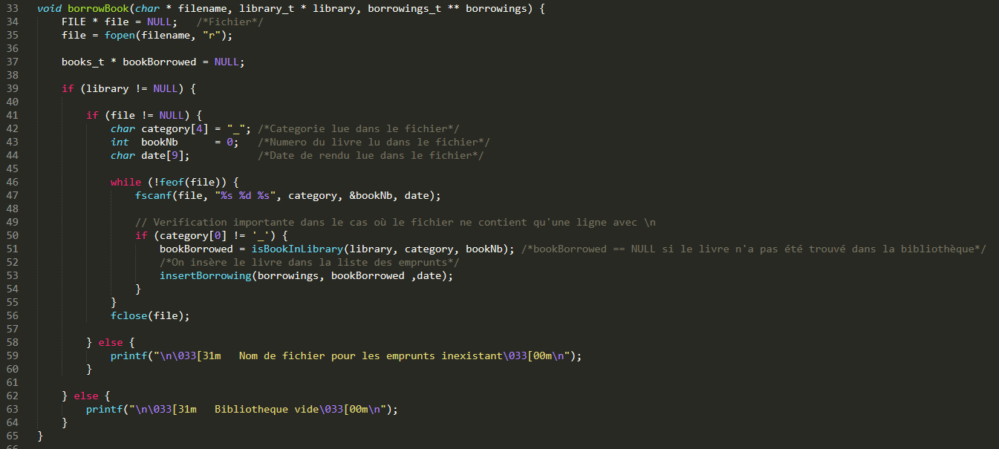 33 void borrowBook(char * filename, library_t * library, borrowings_t ** borrowings) {
34     FILE * file = NULL;   /*Fichier*/
35     file = fopen(filename, "r");
36
37     books_t * bookBorrowed = NULL;
38
39     if (library != NULL) {
40
41         if (file != NULL) {
42             char category[4] = "_"; /*Categorie lue dans le fichier*/
43             int  bookNb      = 0;   /*Numero du livre lu dans le fichier*/
44             char date[9];           /*Date de rendu lue dans le fichier*/
45
46             while (!feof(file)) {
47                 fscanf(file, "%s %d %s", category, &bookNb, date);
48
49                 // Verification importante dans le cas où le fichier ne contient qu'une ligne avec \n
50                 if (category[0] != '_') {
51                     bookBorrowed = isBookInLibrary(library, category, bookNb); /*bookBorrowed == NULL si le livre n'a pas été trouvé dans la bibliothèque*/
52                     /*On insère le livre dans la liste des emprunts*/
53                     insertBorrowing(borrowings, bookBorrowed ,date);
54                 }
55             }
56             fclose(file);
57
58         } else {
59             printf("\n\033[31m   Nom de fichier pour les emprunts inexistant\033[00m\n");
60         }
61
62     } else {
63         printf("\n\033[31m   Bibliotheque vide\033[00m\n");
64     }
65 }
66